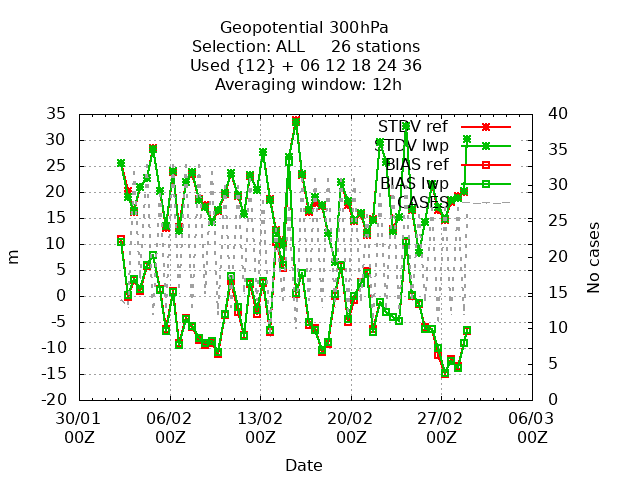 Geopotential 300hPa
Selection: ALL 26 stations
Used {12} + 06 12 18 24 36
Averaging window: 12h
STDV ref
STDV lwp
BIAS ref
BIAS lwp
CASES
35
30
25
20
15
10
5
0
-5
-10
-15
-20
m
40
35
30
25
20
15
10
5
0
No cases
30/01 06/02 13/02 20/02 27/02 06/03
00Z 00Z 00Z 00Z 00Z 00Z
Date